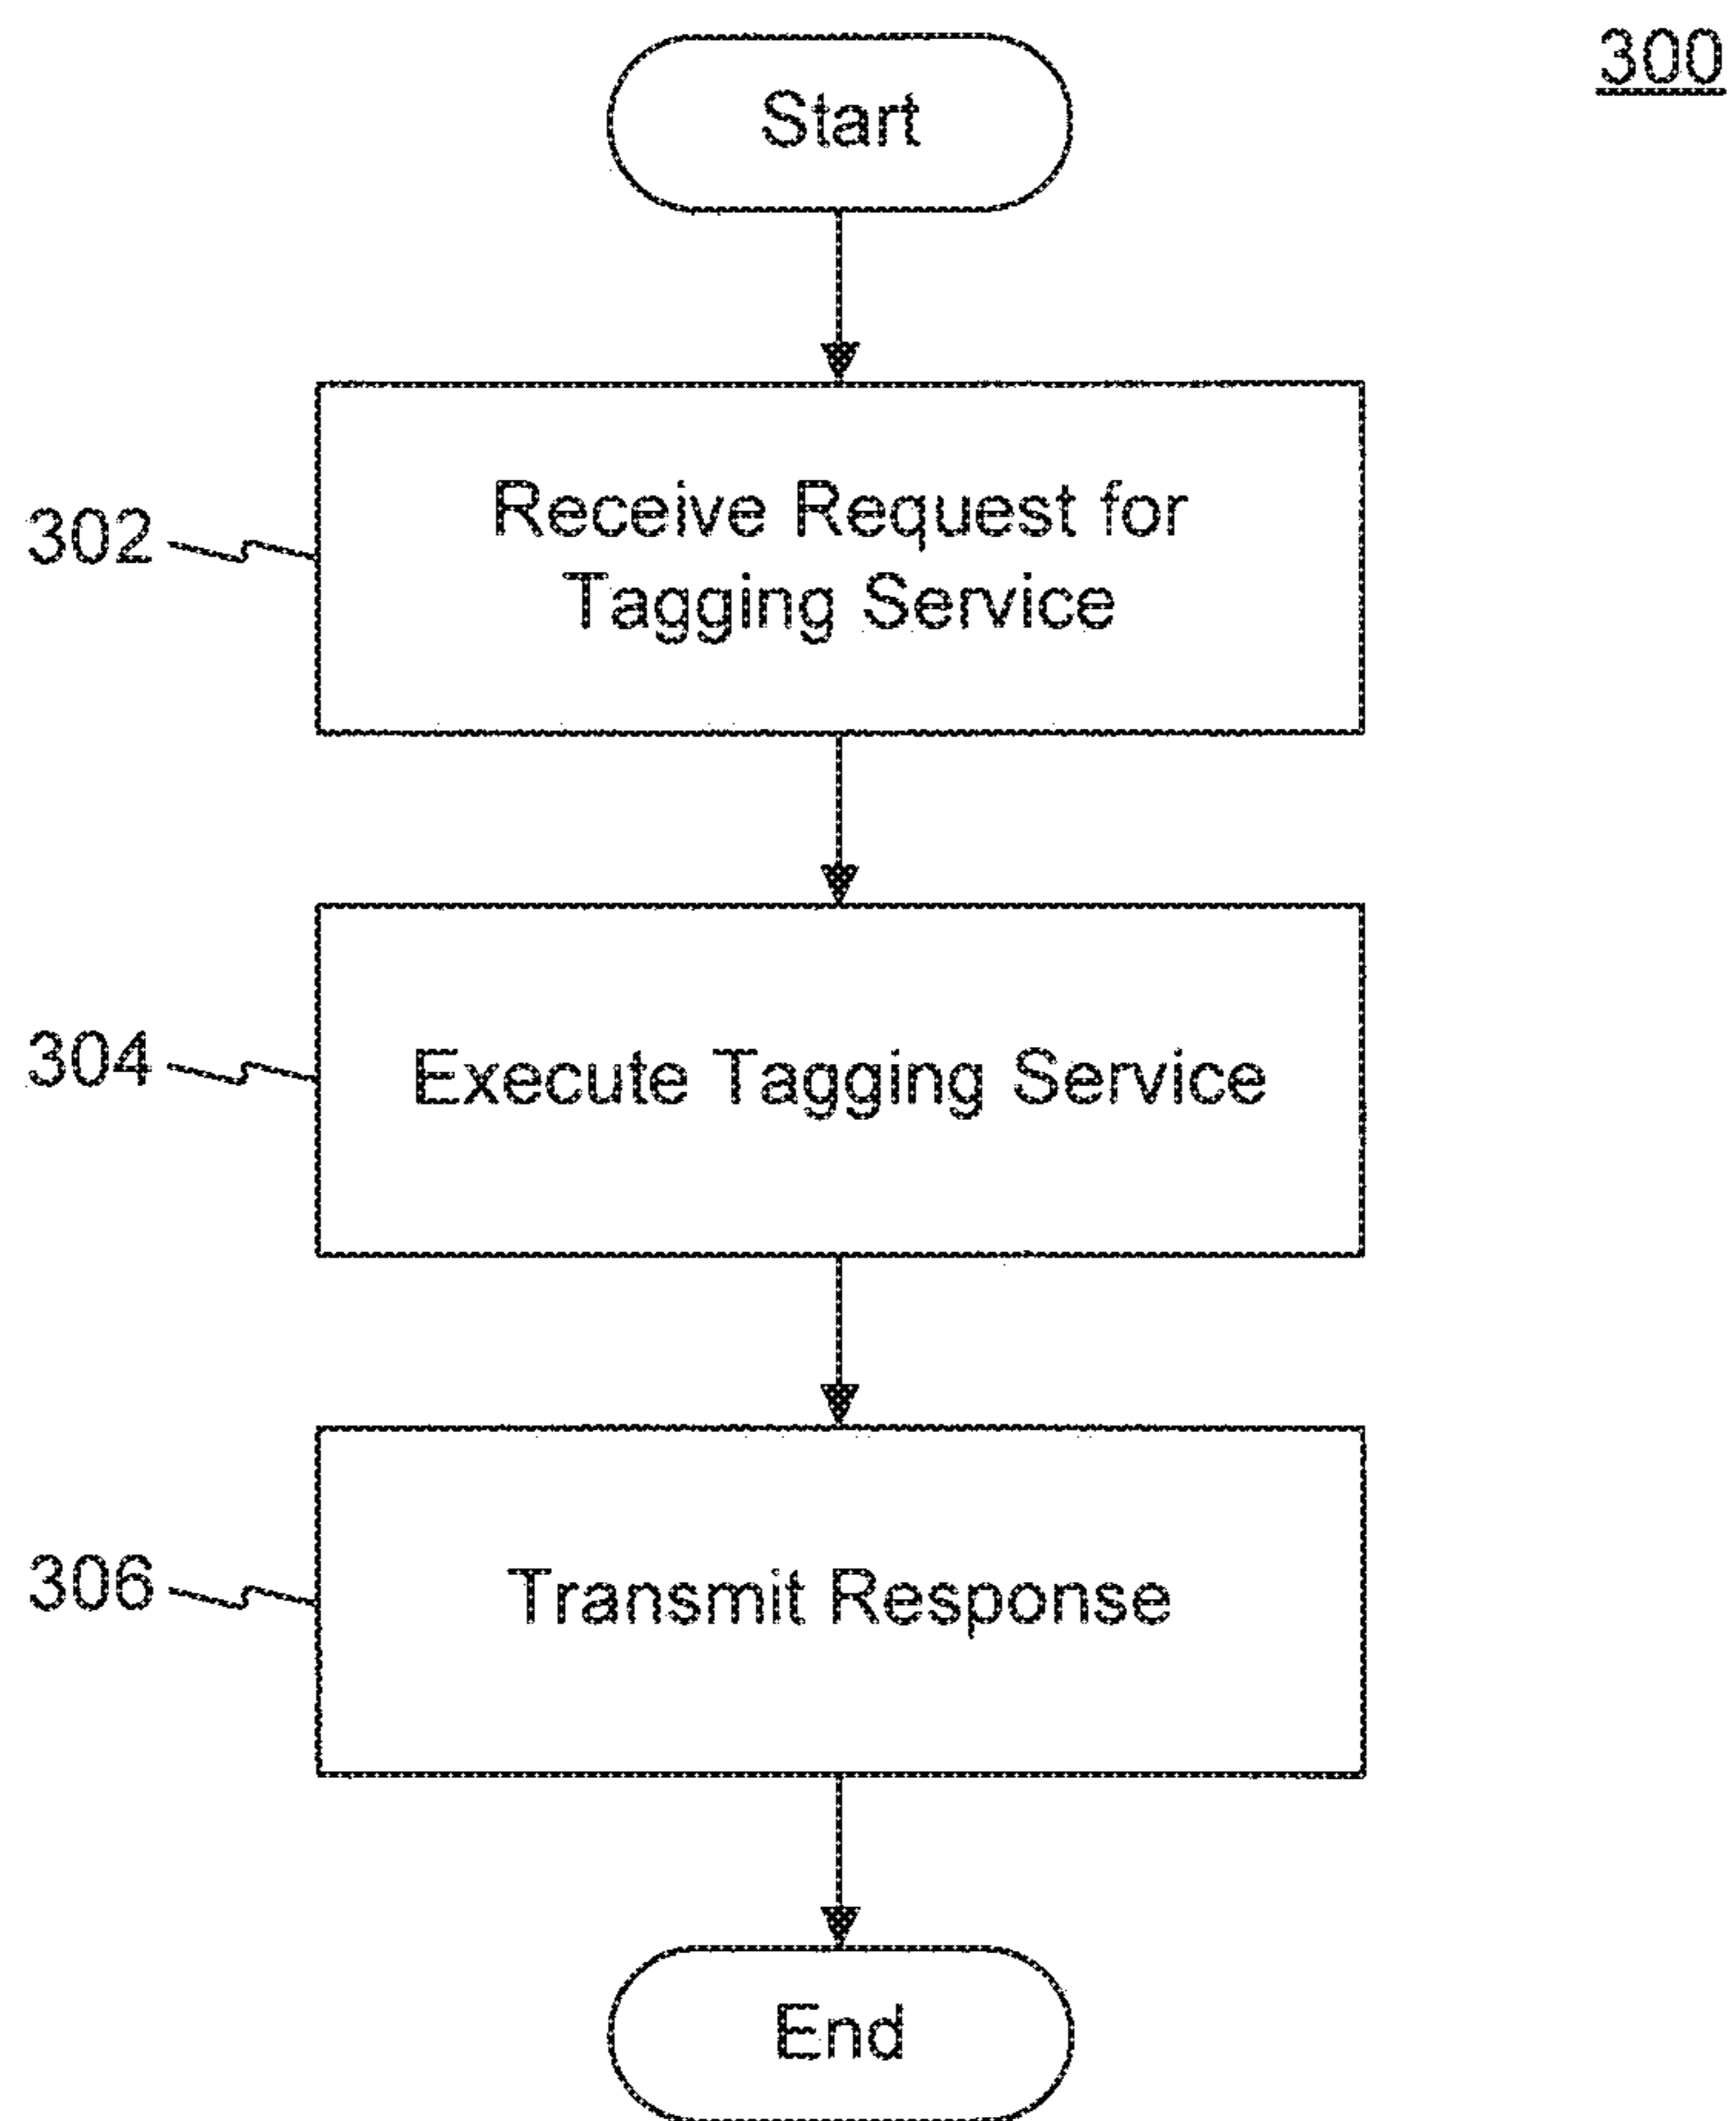 300
Start
302
Receive Request for
Tagging Service
304
Execute Tagging Service
306
Transmit Response
End